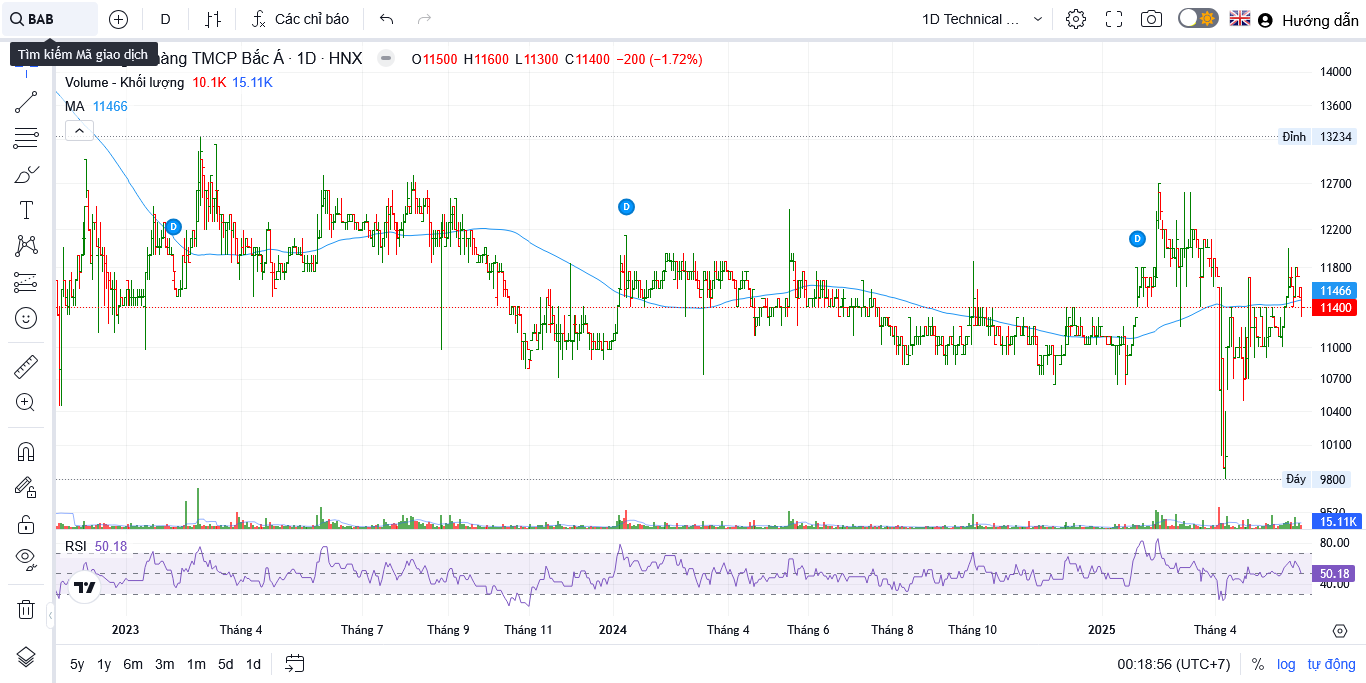 BAB
D
Các chỉ báo
1D Technical ...
Hướng dẫn
Tìm kiếm Mã giao dịch
hàng TMCP Bắc Á · 1D · HNX
O11500 H11600 L11300 C11400 −200 (−1.72%)
Volume - Khối lượng 10.1K 15.11K
MA 11466
14000
13600
Đỉnh 13234
12700
12200
11800
11466
11400
11000
10700
10400
10100
Đáy 9800
9520
15.11K
D
D
D
RSI 50.18
80.00
50.18
40.00
2023
Tháng 4
Tháng 7
Tháng 9
Tháng 11
2024
Tháng 4
Tháng 6
Tháng 8
Tháng 10
2025
Tháng 4
5y 1y 6m 3m 1m 5d 1d
00:18:56 (UTC+7)
% log tự động